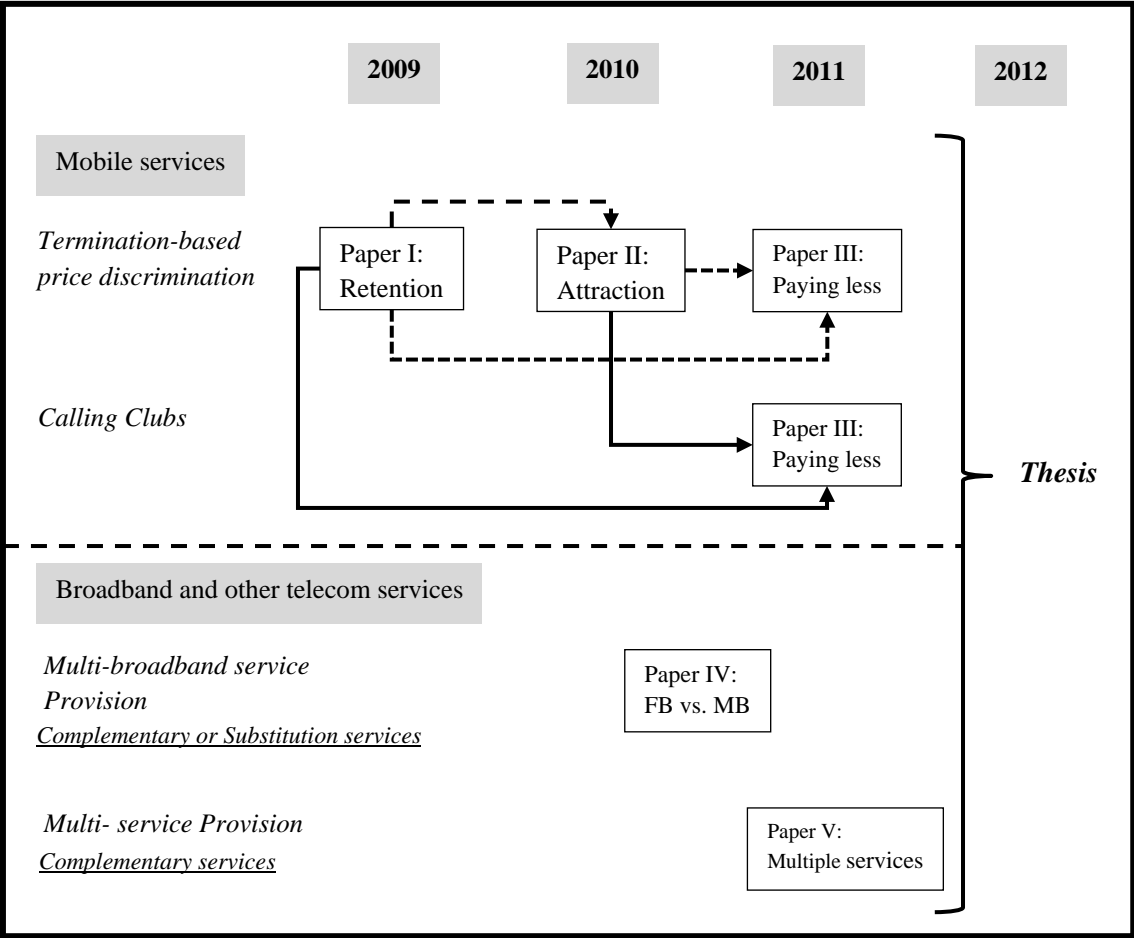 2009
2010
2011
2012
Mobile services
Termination-based
price discrimination
Paper I:
Retention
Paper II:
Attraction
Paper III:
Paying less
Calling Clubs
Paper III:
Paying less
Thesis
Broadband and other telecom services
Multi-broadband service
Provision
Complementary or Substitution services
Paper IV:
FB vs. MB
Multi- service Provision
Complementary services
Paper V:
Multiple services